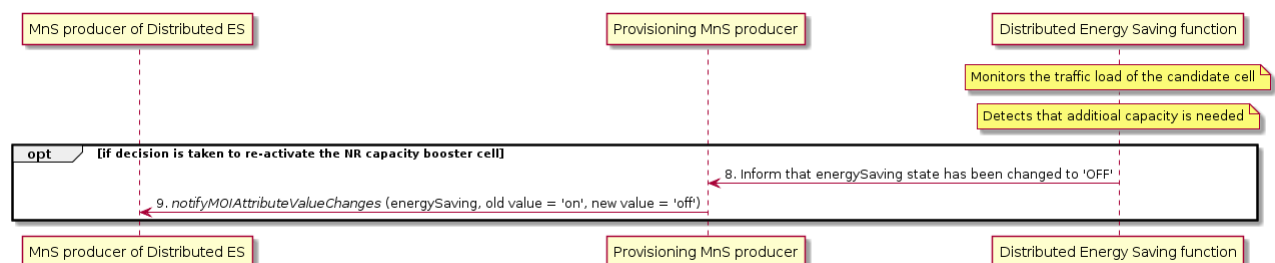 MnS producer of Distributed ES
Provisioning MnS producer
Distributed Energy Saving function
Monitors the traffic load of the candidate cell
Detects that additioal capacity is needed
opt
[if decision is taken to re-activate the NR capacity booster cell]
8. Inform that energySaving state has been changed to 'OFF'
9. notifyMOIAttributeValueChanges (energySaving, old value = 'on', new value = 'off')
MnS producer of Distributed ES
Provisioning MnS producer
Distributed Energy Saving function